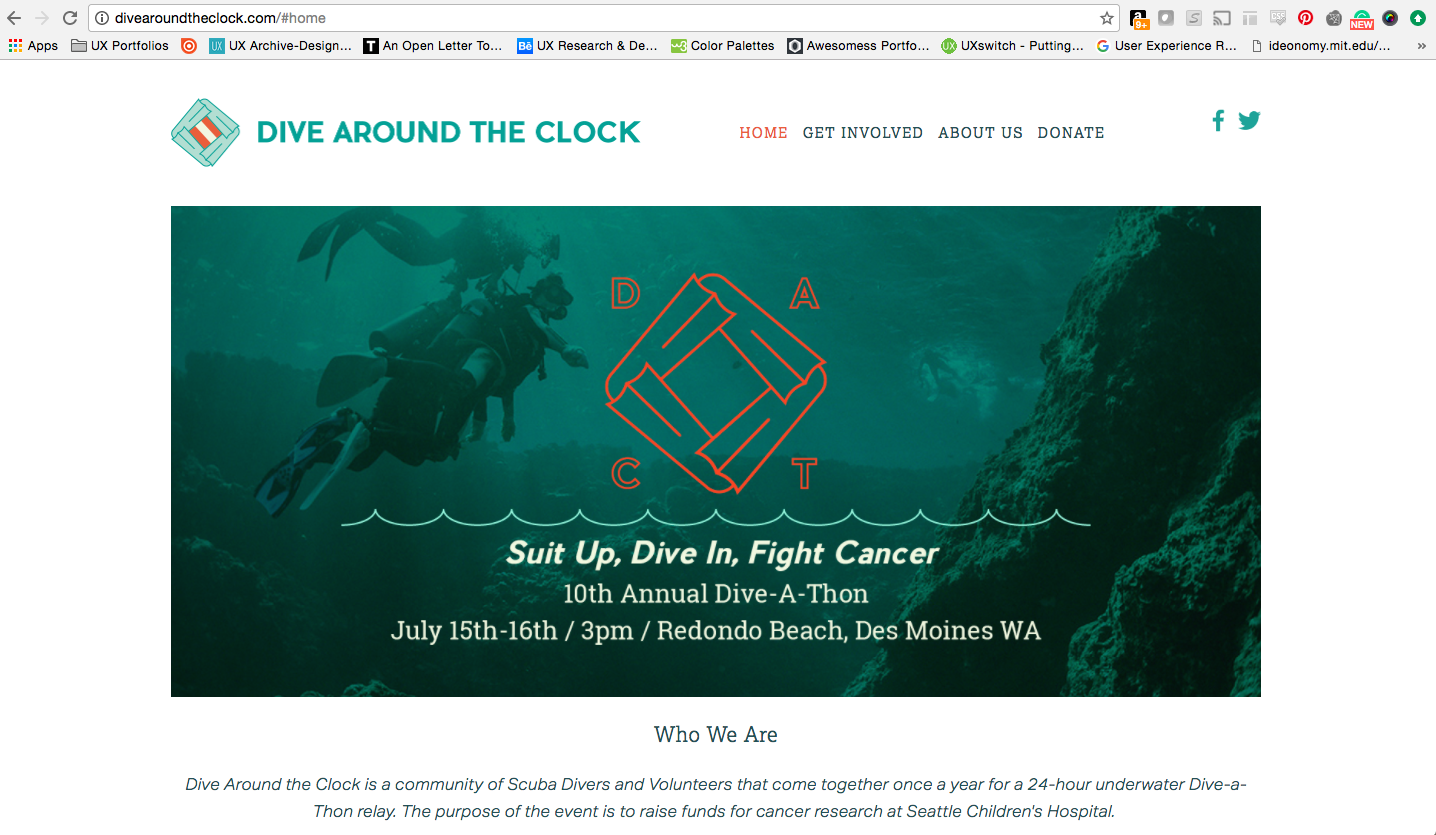 divearoundtheclock.com/#home
9+
NEW
Apps
UX Portfolios
UX Archive-Design...
An Open Letter To...
UX Research & De...
Color Palettes
Awesomess Portfo...
UXswitch - Putting...
User Experience R...
ideonomy.mit.edu/...
»
DIVE AROUND THE CLOCK
HOME GET INVOLVED ABOUT US DONATE
D A
C T
Suit Up, Dive In, Fight Cancer
10th Annual Dive-A-Thon
July 15th-16th / 3pm / Redondo Beach, Des Moines WA
Who We Are
Dive Around the Clock is a community of Scuba Divers and Volunteers that come together once a year for a 24-hour underwater Dive-a-
Thon relay. The purpose of the event is to raise funds for cancer research at Seattle Children's Hospital.